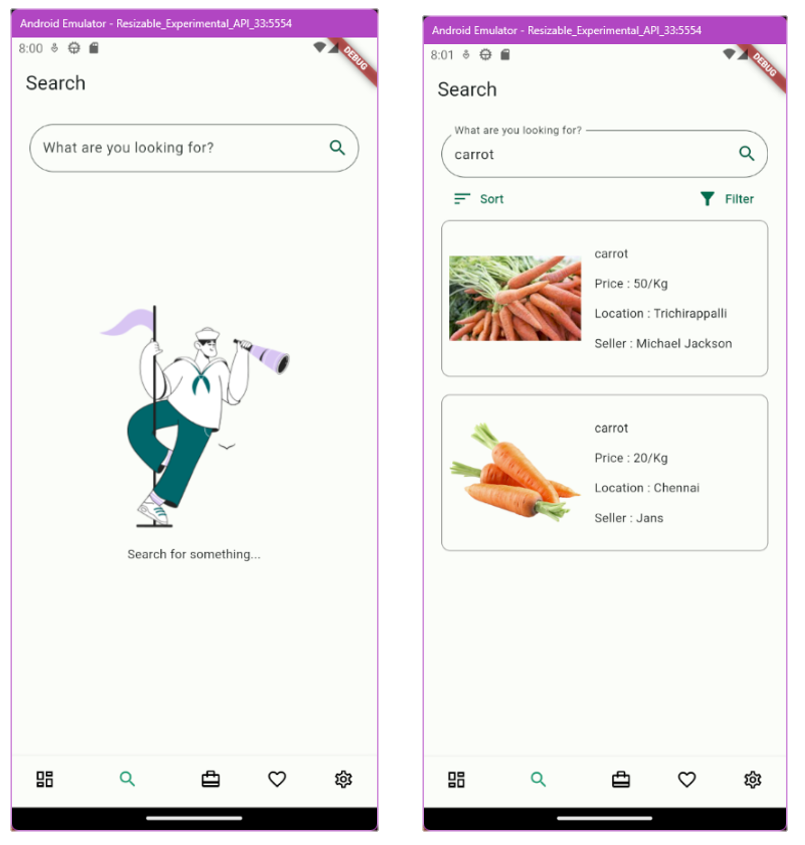 Android Emulator - Resizable_Experimental_API_33:5554
8:00
DEBUG
Search
What are you looking for?
Search for something...
Android Emulator - Resizable_Experimental_API_33:5554
8:01
DEBUG
Search
What are you looking for?
carrot
Sort
Filter
carrot
Price : 50/Kg
Location : Trichirappalli
Seller : Michael Jackson
carrot
Price : 20/Kg
Location : Chennai
Seller : Jans